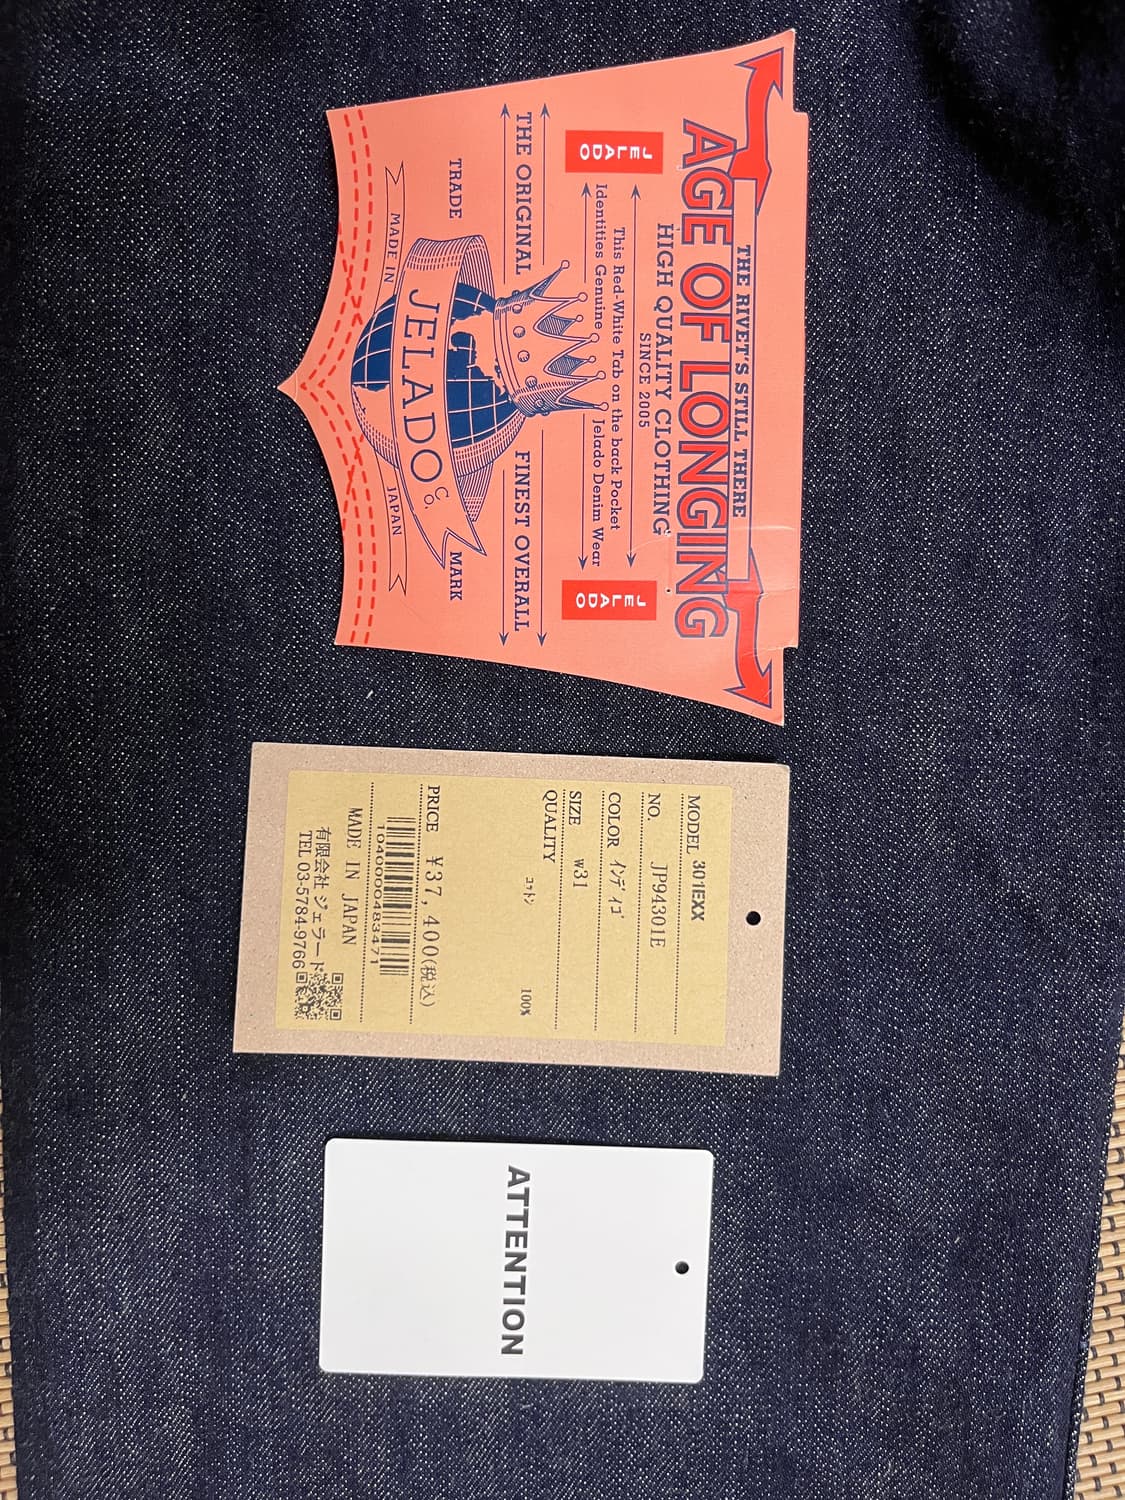 THE RIVET'S STILL THERE
AGE OF LONGING
HIGH QUALITY CLOTHING
SINCE 2005
JELADO
This Red-White Tab on the back Pocket
Identities Genuine Jelado Denim Wear
JELADO
THE ORIGINAL FINEST OVERALL
TRADE MARK
JELADO Co.
MADE IN JAPAN
MODEL 301EXX
NO. JP94301E
COLOR インディゴ
SIZE w31
QUALITY
コットン 100%
PRICE ¥37,400(税込)
1040000483471
MADE IN JAPAN
有限会社 ジェラード
TEL 03-5784-9766
ATTENTION